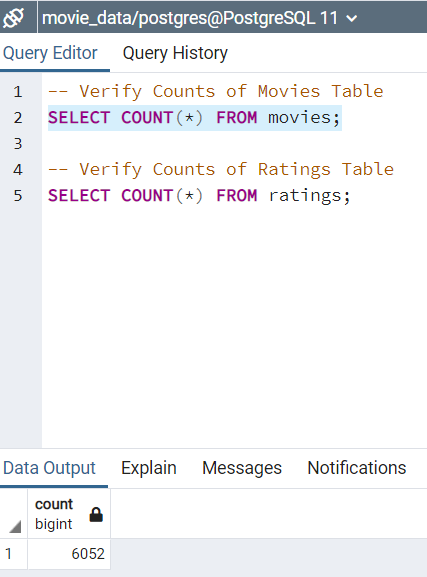 movie_data/postgres@PostgreSQL 11
Query Editor Query History
1 -- Verify Counts of Movies Table
2 SELECT COUNT(*) FROM movies;
3
4 -- Verify Counts of Ratings Table
5 SELECT COUNT(*) FROM ratings;
Data Output Explain Messages Notifications
count
bigint
1 6052